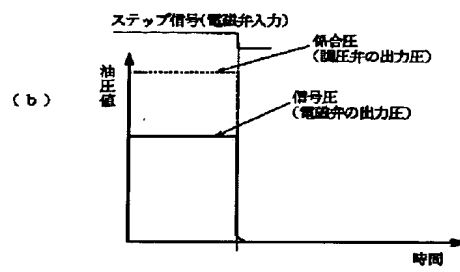 ステップ信号(電磁弁入力)
係合圧
(調圧弁の出力圧)
油圧値
(b)
信号圧
(電磁弁の出力圧)
時間